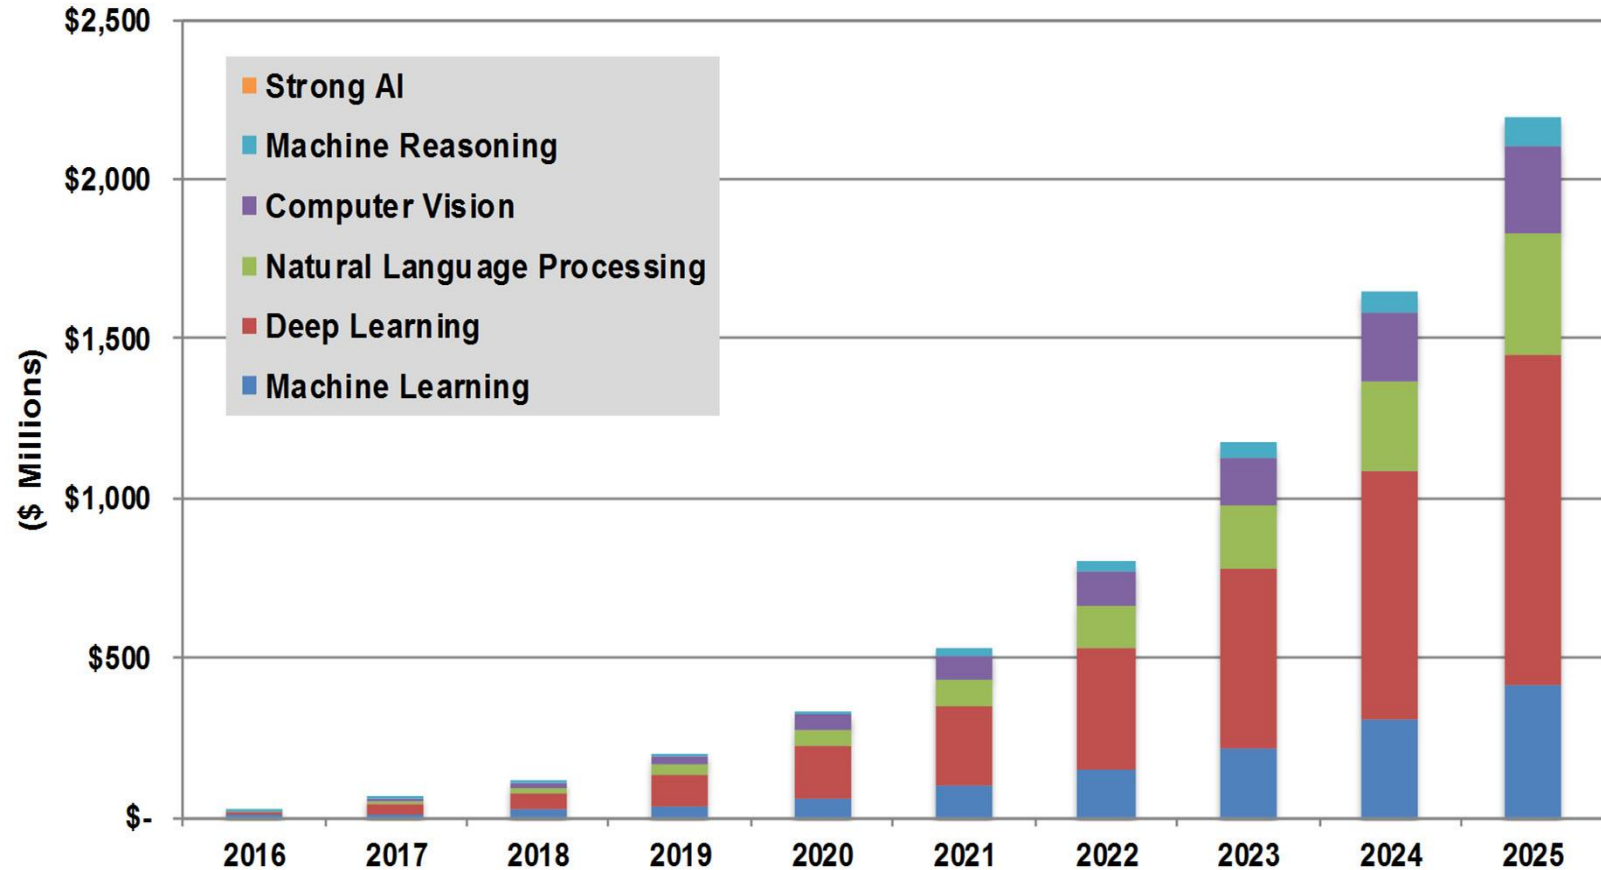 $2,500
$2,000
$1,500
$1,000
$500
$-
($ Millions)
Strong AI
Machine Reasoning
Computer Vision
Natural Language Processing
Deep Learning
Machine Learning
2016 2017 2018 2019 2020 2021 2022 2023 2024 2025